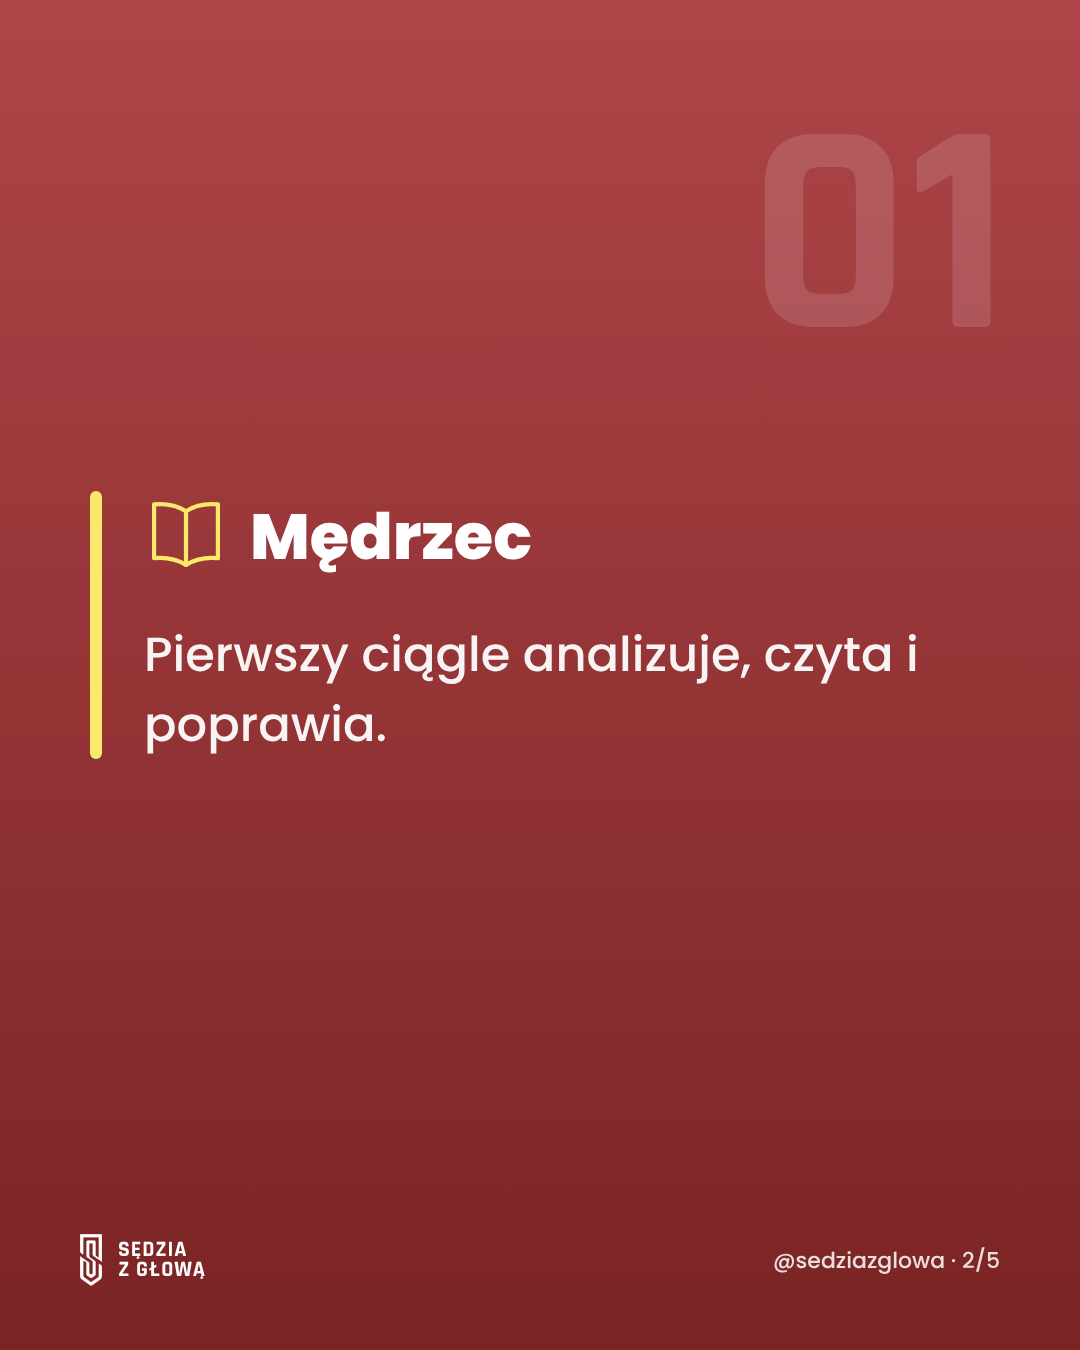 01
Mędrzec
Pierwszy ciągle analizuje, czyta i
poprawia.
SĘDZIA
Z GŁOWĄ
@sedziazglowa · 2/5